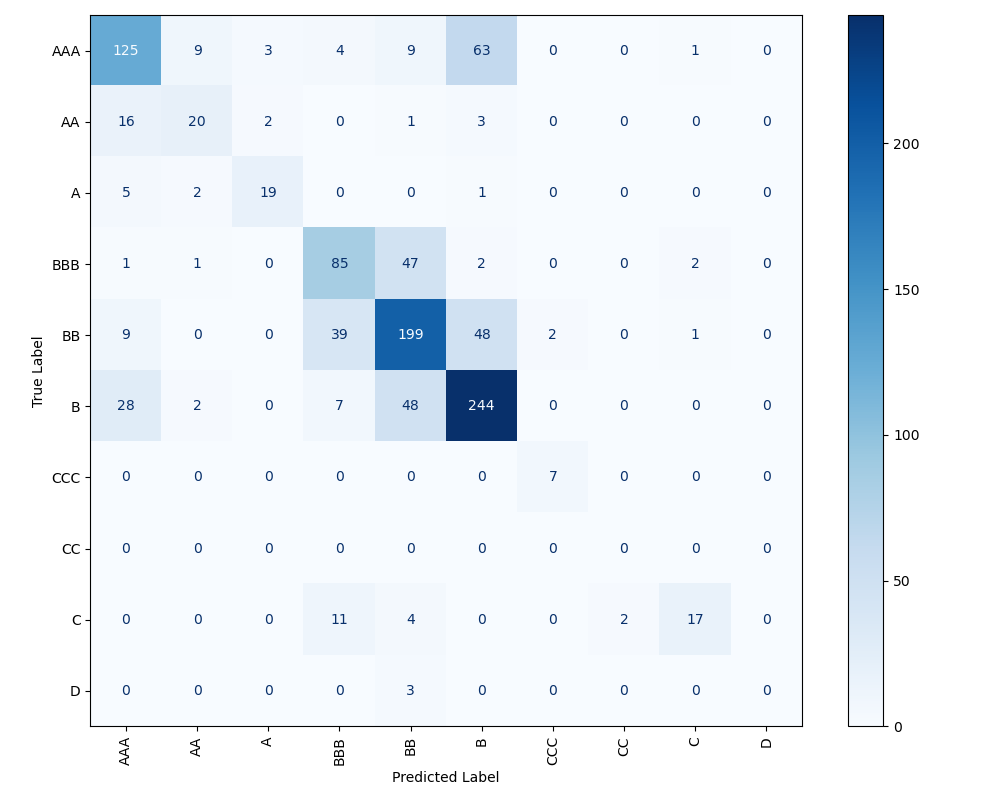 AAA 125 9 3 4 9 63 0 0 1 0
AA 16 20 2 0 1 3 0 0 0 0
A 5 2 19 0 0 1 0 0 0 0
BBB 1 1 0 85 47 2 0 0 2 0
BB 9 0 0 39 199 48 2 0 1 0
B 28 2 0 7 48 244 0 0 0 0
CCC 0 0 0 0 0 0 7 0 0 0
CC 0 0 0 0 0 0 0 0 0 0
C 0 0 0 11 4 0 0 2 17 0
D 0 0 0 0 3 0 0 0 0 0
AAA AA A BBB BB B CCC CC C D
Predicted Label
True Label
200
150
100
50
0